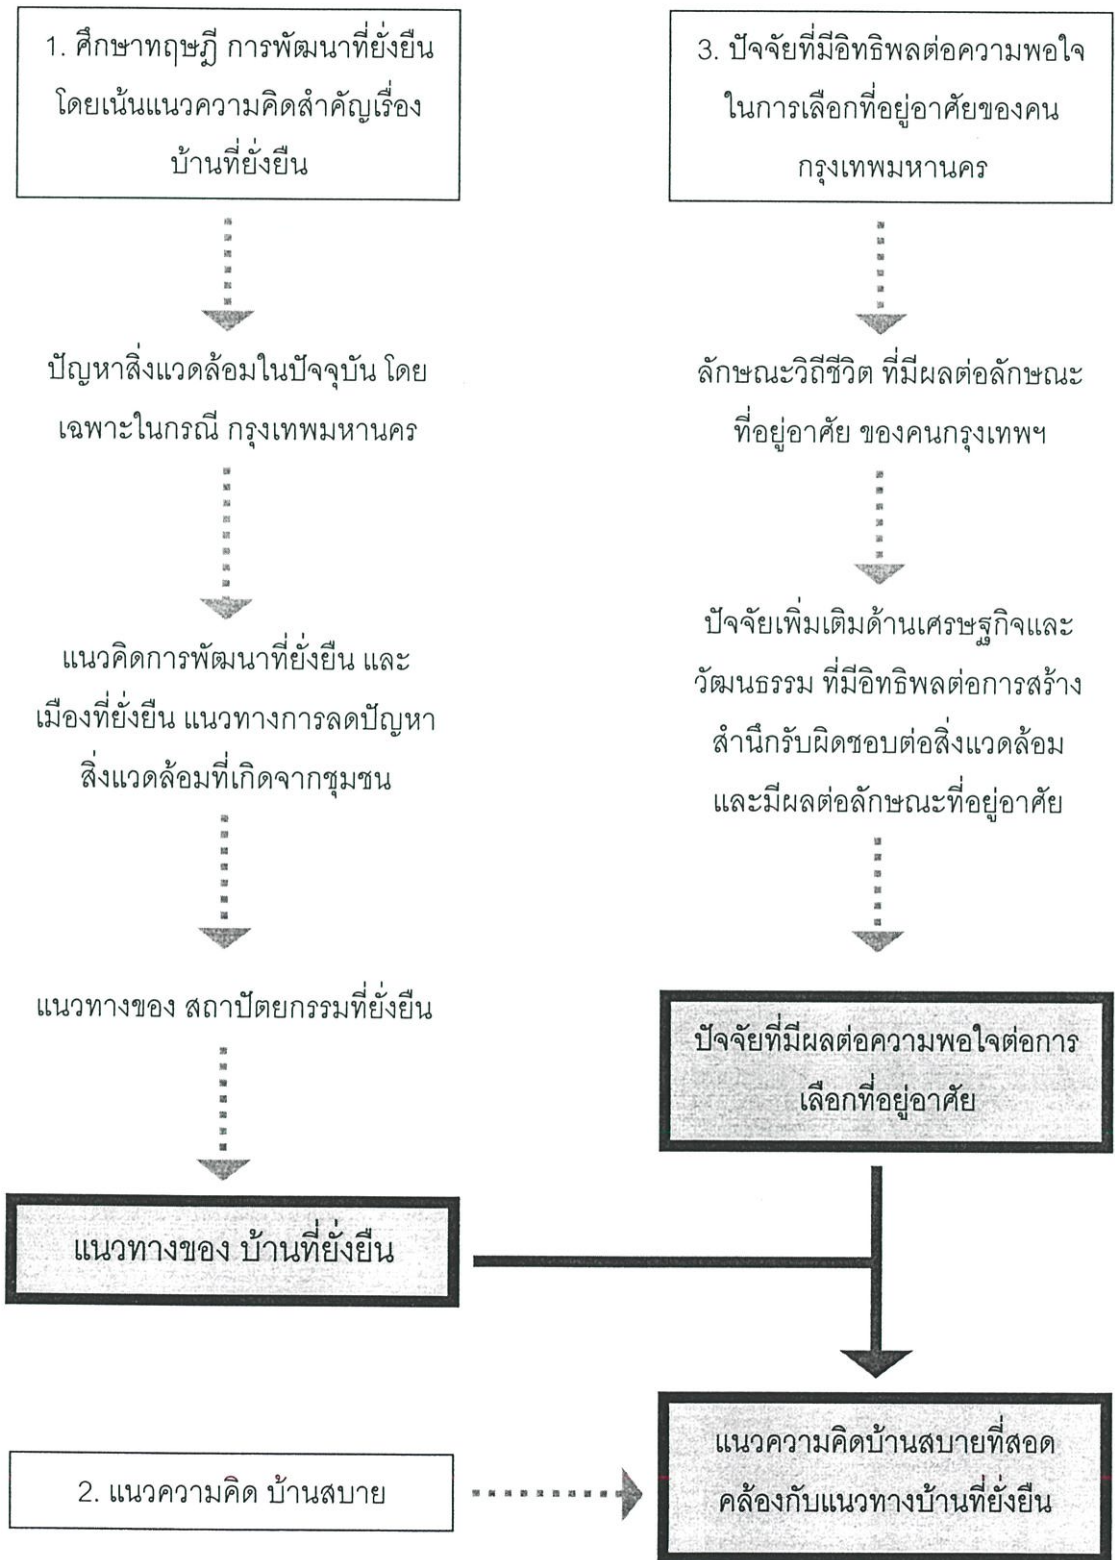 1. ศึกษาทฤษฎี การพัฒนาที่ยั่งยืน
โดยเน้นแนวความคิดสำคัญเรื่อง
บ้านที่ยั่งยืน
ปัญหาสิ่งแวดล้อมในปัจจุบัน โดย
เฉพาะในกรณี กรุงเทพมหานคร
แนวคิดการพัฒนาที่ยั่งยืน และ
เมืองที่ยั่งยืน แนวทางการลดปัญหา
สิ่งแวดล้อมที่เกิดจากชุมชน
แนวทางของ สถาปัตยกรรมที่ยั่งยืน
แนวทางของ บ้านที่ยั่งยืน
2. แนวความคิด บ้านสบาย
3. ปัจจัยที่มีอิทธิพลต่อความพอใจ
ในการเลือกที่อยู่อาศัยของคน
กรุงเทพมหานคร
ลักษณะวิถีชีวิต ที่มีผลต่อลักษณะ
ที่อยู่อาศัย ของคนกรุงเทพฯ
ปัจจัยเพิ่มเติมด้านเศรษฐกิจและ
วัฒนธรรม ที่มีอิทธิพลต่อการสร้าง
สำนึกรับผิดชอบต่อสิ่งแวดล้อม
และมีผลต่อลักษณะที่อยู่อาศัย
ปัจจัยที่มีผลต่อความพอใจต่อการ
เลือกที่อยู่อาศัย
แนวความคิดบ้านสบายที่สอด
คล้องกับแนวทางบ้านที่ยั่งยืน